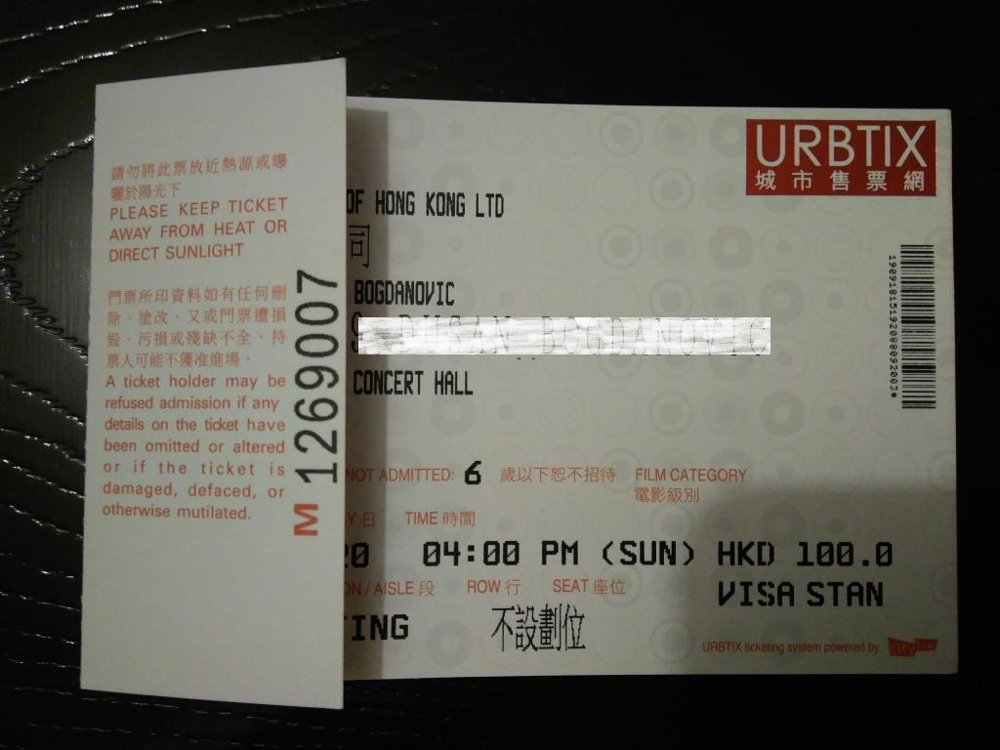 請勿將此票放近熱源或曝
曬於陽光下
PLEASE KEEP TICKET
AWAY FROM HEAT OR
DIRECT SUNLIGHT
門票所印資料如有任何刪
除、塗改，又或門票遭損
毀、污損或殘缺不全，持
票人可能不獲准進場。
A ticket holder may be
refused admission if any
details on the ticket have
been omitted or altered
or if the ticket is
damaged, defaced, or
otherwise mutilated.
M 1269007
URBTIX
城市售票網
OF HONG KONG LTD
司
BOGDANOVIC
DUSAN BOGDANOVIC
CONCERT HALL
NOT ADMITTED: 6 歲以下恕不招待 FILM CATEGORY
電影級別
Y 日 TIME 時間
20 04:00 PM (SUN) HKD 100.0
ON / AISLE 段 ROW 行 SEAT 座位
VISA STAN
TING 不設劃位
URBTIX ticketing system powered by